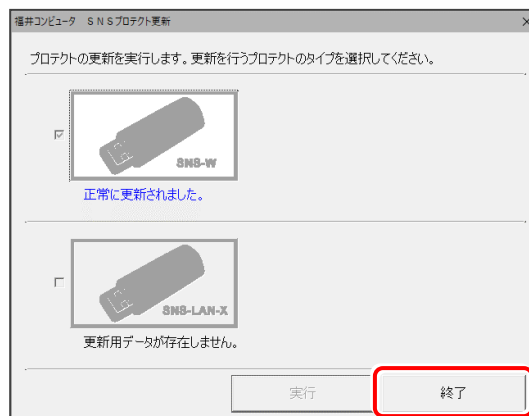 福井コンピュータ ＳＮＳプロテクト更新
プロテクトの更新を実行します。更新を行うプロテクトのタイプを選択してください。
SNS-W
正常に更新されました。
SNS-LAN-X
更新用データが存在しません。
実行
終了